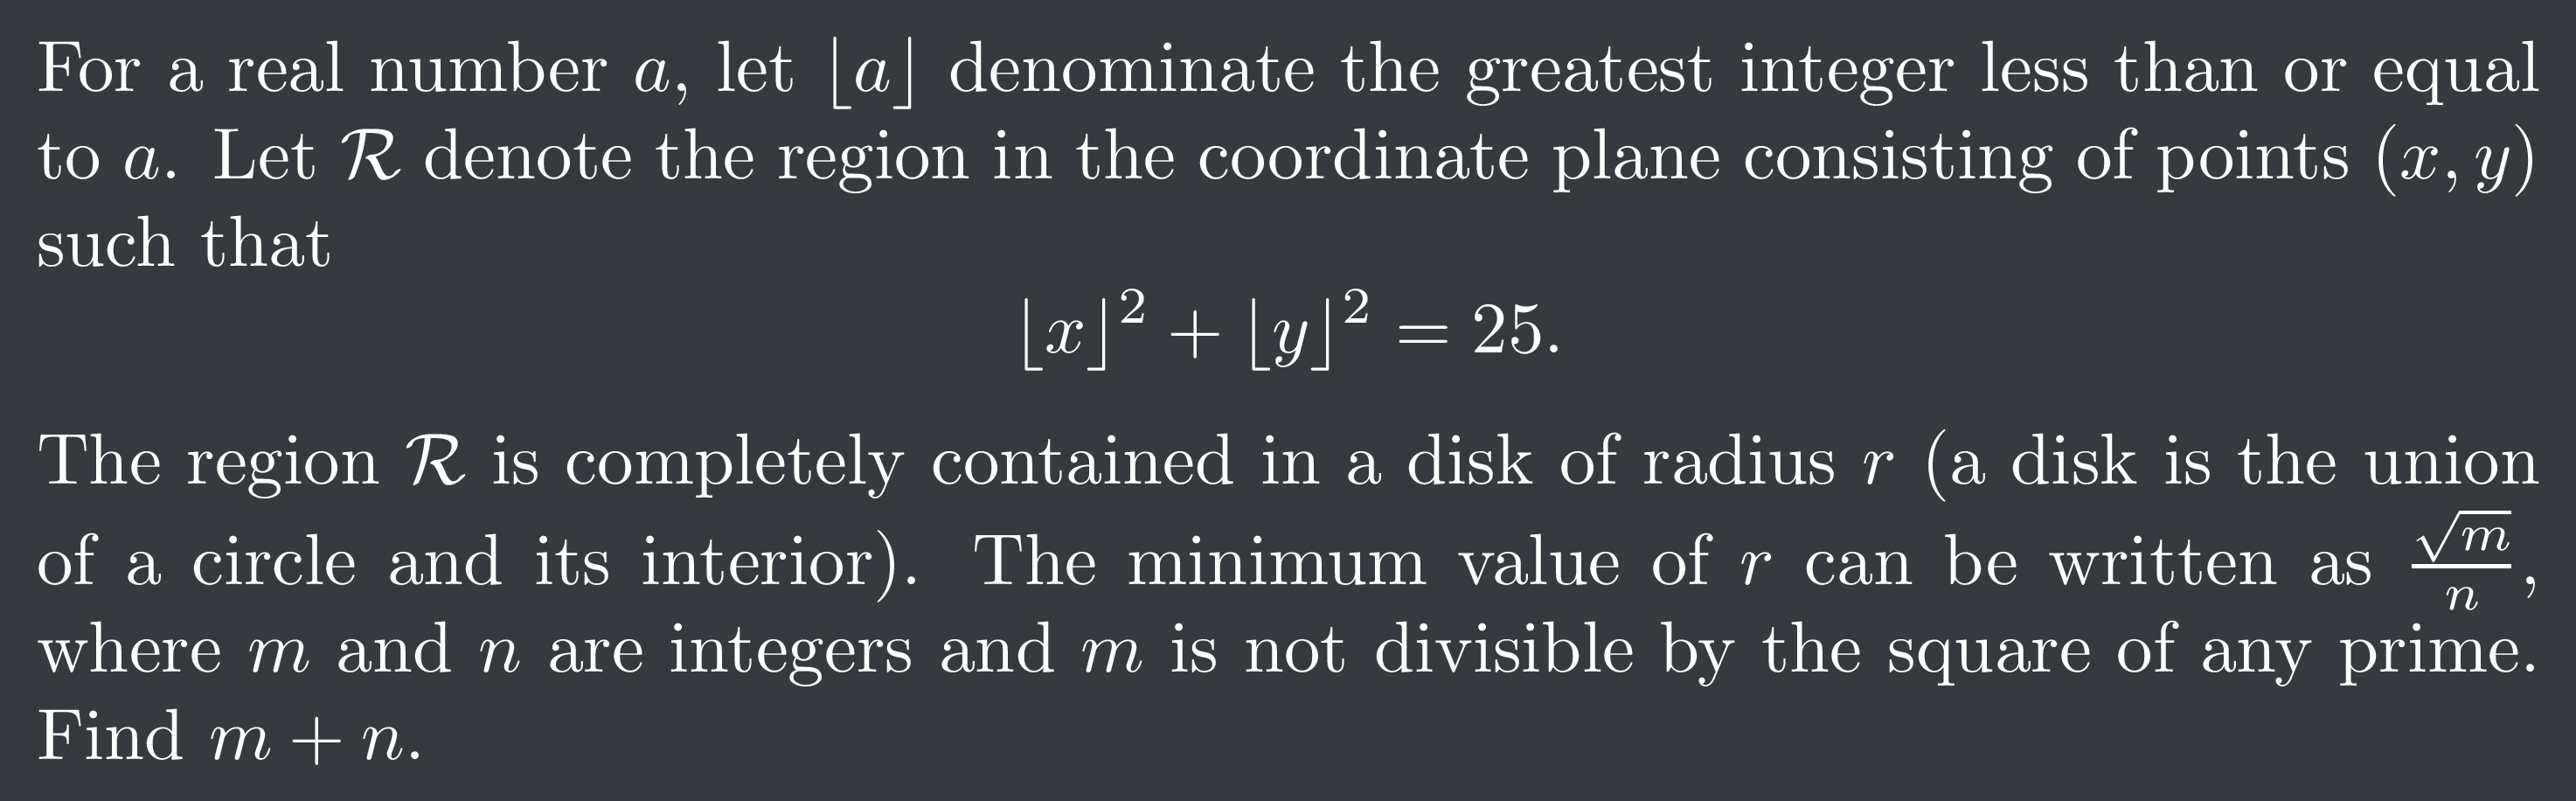 For a real number $a$, let $\lfloor a \rfloor$ denominate the greatest integer less than or equal
to $a$. Let $\mathcal{R}$ denote the region in the coordinate plane consisting of points $(x, y)$
such that
$\lfloor x \rfloor^2 + \lfloor y \rfloor^2 = 25.$
The region $\mathcal{R}$ is completely contained in a disk of radius $r$ (a disk is the union
of a circle and its interior). The minimum value of $r$ can be written as $\frac{\sqrt{m}}{n}$,
where $m$ and $n$ are integers and $m$ is not divisible by the square of any prime.
Find $m + n$.